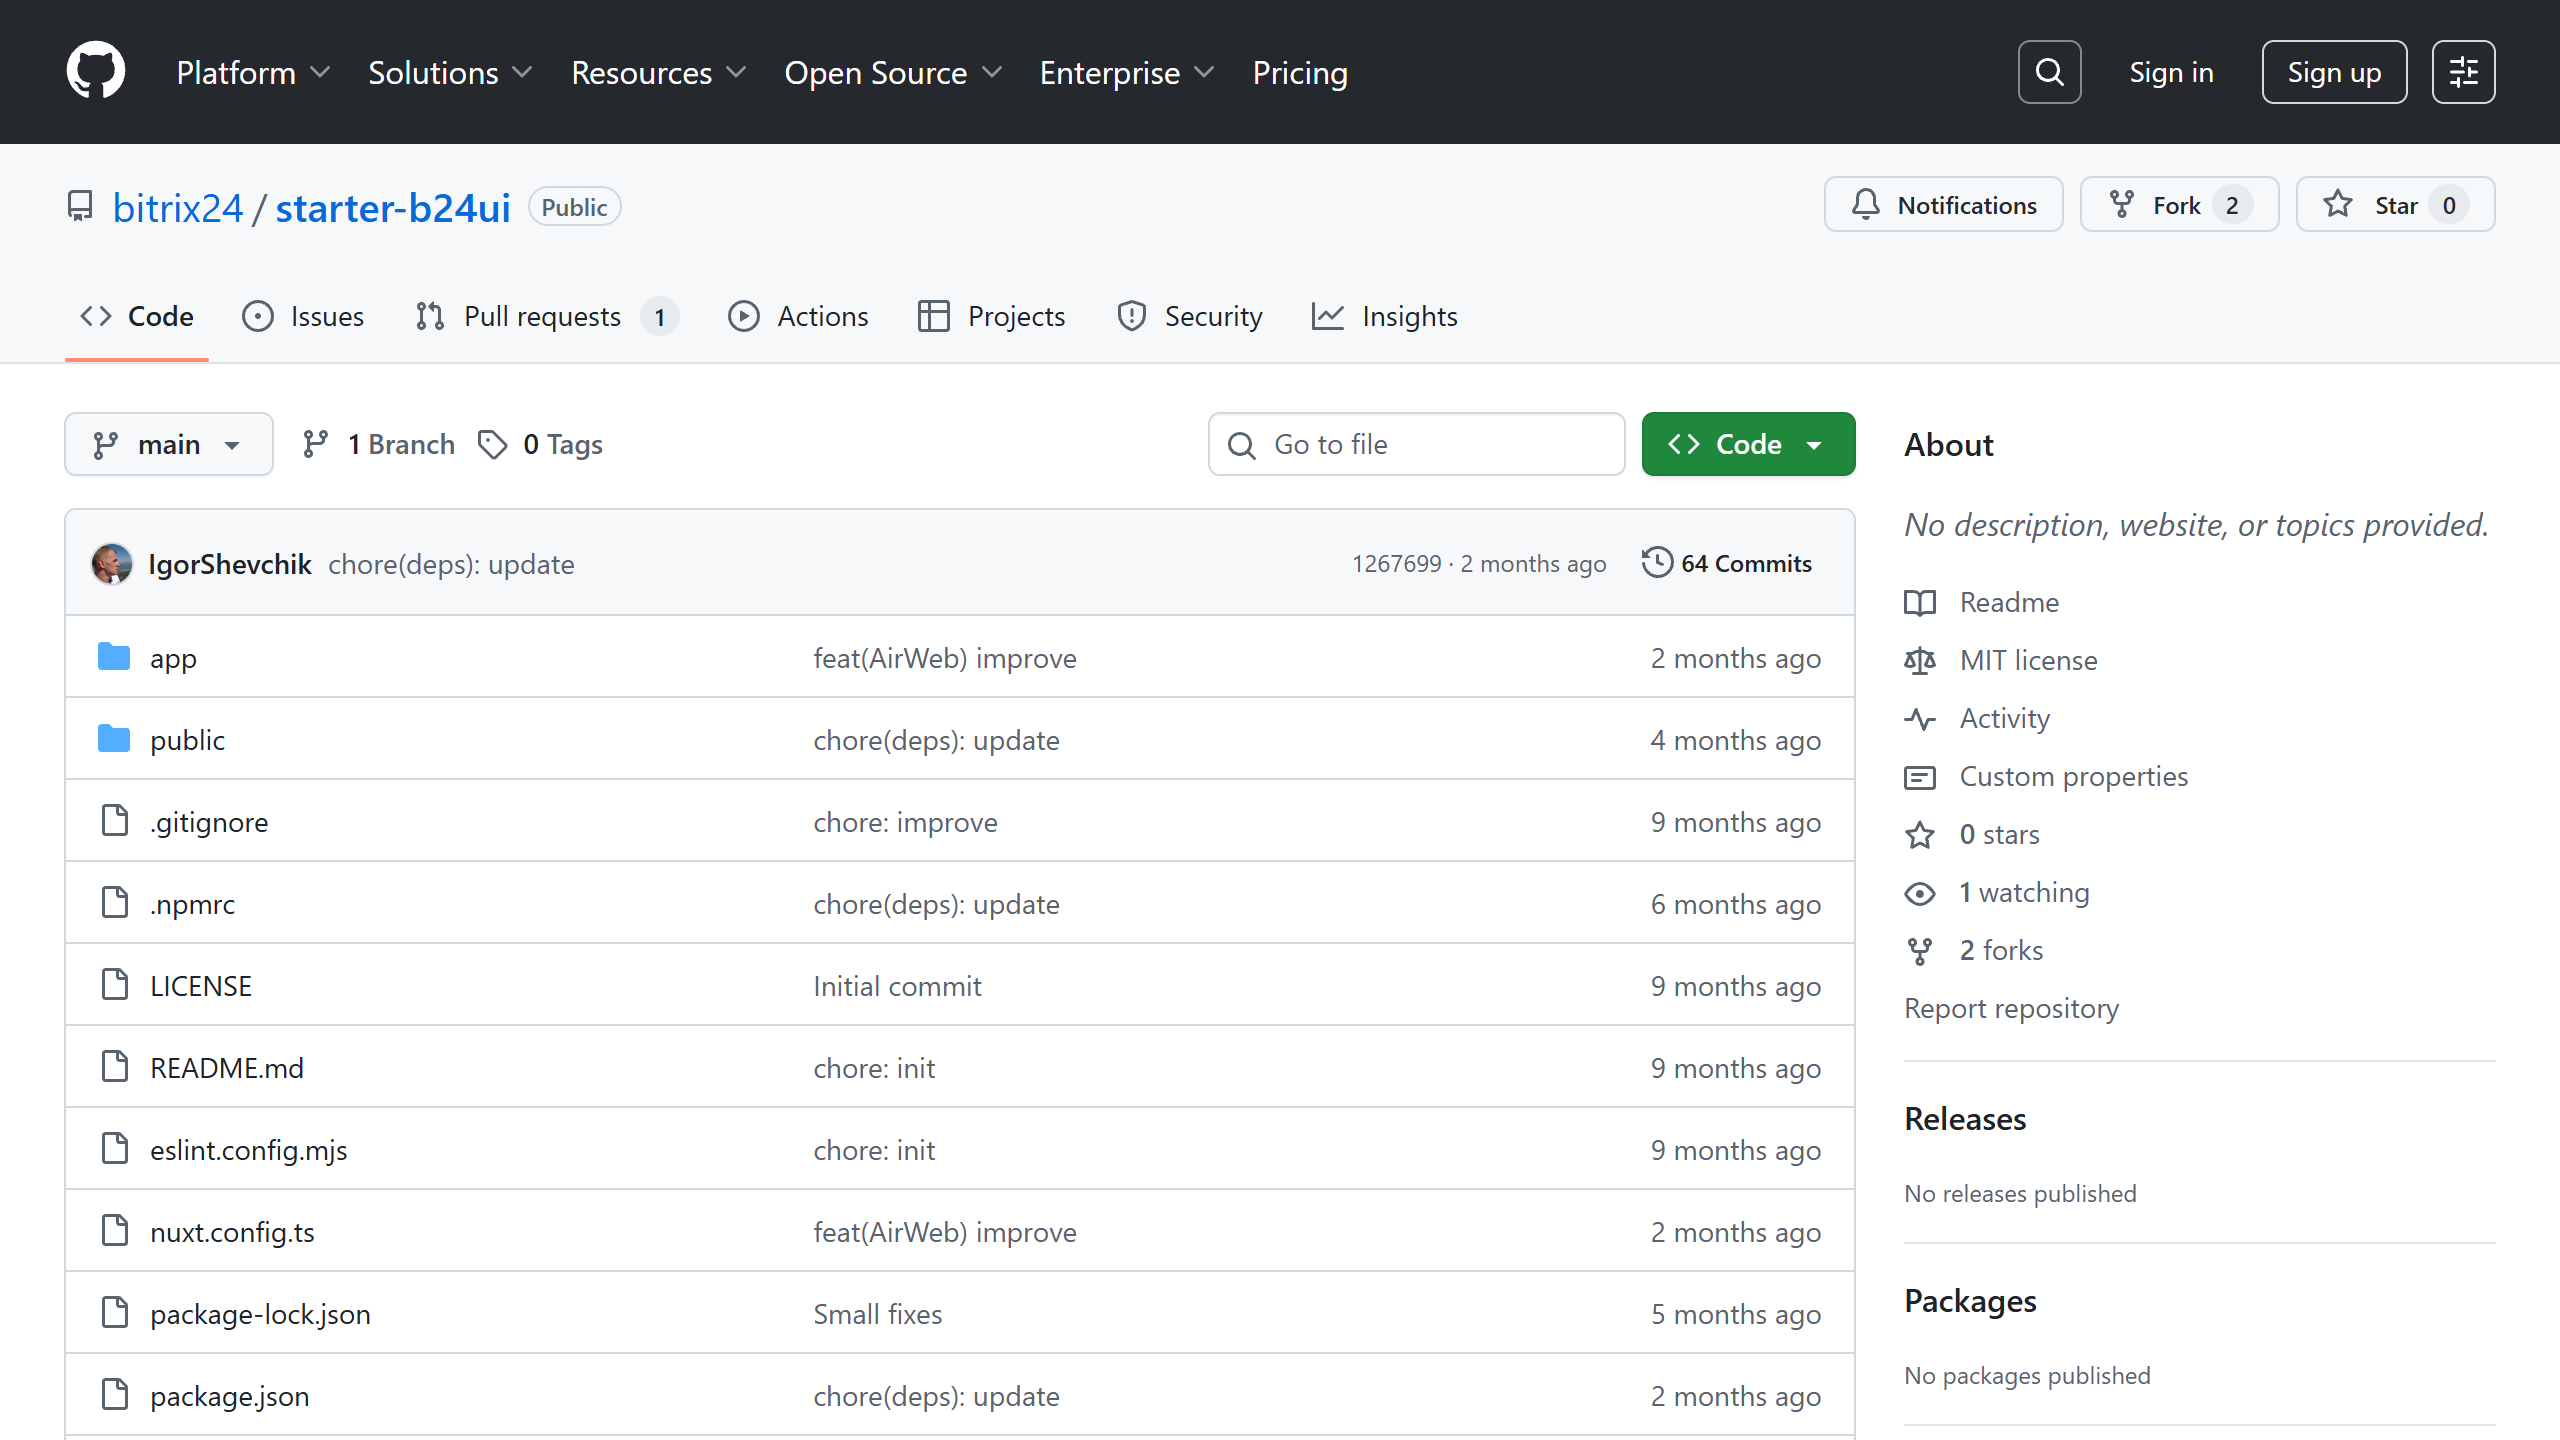 Platform Solutions Resources Open Source Enterprise Pricing Sign in Sign up
bitrix24 / starter-b24ui Public Notifications Fork 2 Star 0
Code Issues Pull requests 1 Actions Projects Security Insights
main 1 Branch 0 Tags Go to file Code
IgorShevchik chore(deps): update 1267699 · 2 months ago 64 Commits
app feat(AirWeb) improve 2 months ago
public chore(deps): update 4 months ago
.gitignore chore: improve 9 months ago
.npmrc chore(deps): update 6 months ago
LICENSE Initial commit 9 months ago
README.md chore: init 9 months ago
eslint.config.mjs chore: init 9 months ago
nuxt.config.ts feat(AirWeb) improve 2 months ago
package-lock.json Small fixes 5 months ago
package.json chore(deps): update 2 months ago
About
No description, website, or topics provided.
Readme
MIT license
Activity
Custom properties
0 stars
1 watching
2 forks
Report repository
Releases
No releases published
Packages
No packages published